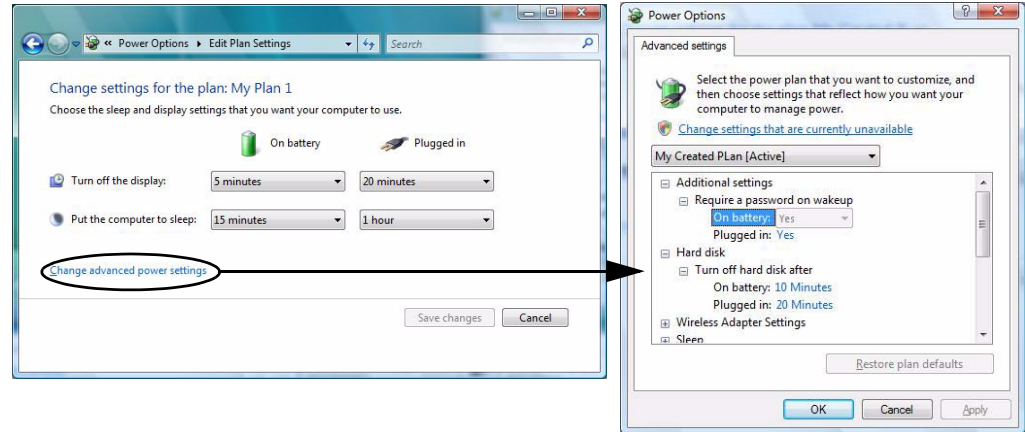 « Power Options ▸ Edit Plan Settings
Search
Change settings for the plan: My Plan 1
Choose the sleep and display settings that you want your computer to use.
On battery Plugged in
Turn off the display: 5 minutes 20 minutes
Put the computer to sleep: 15 minutes 1 hour
Change advanced power settings
Save changes Cancel
Power Options
Advanced settings
Select the power plan that you want to customize, and
then choose settings that reflect how you want your
computer to manage power.
Change settings that are currently unavailable
My Created PLan [Active]
Additional settings
Require a password on wakeup
On battery: Yes
Plugged in: Yes
Hard disk
Turn off hard disk after
On battery: 10 Minutes
Plugged in: 20 Minutes
Wireless Adapter Settings
Sleep
Restore plan defaults
OK Cancel Apply